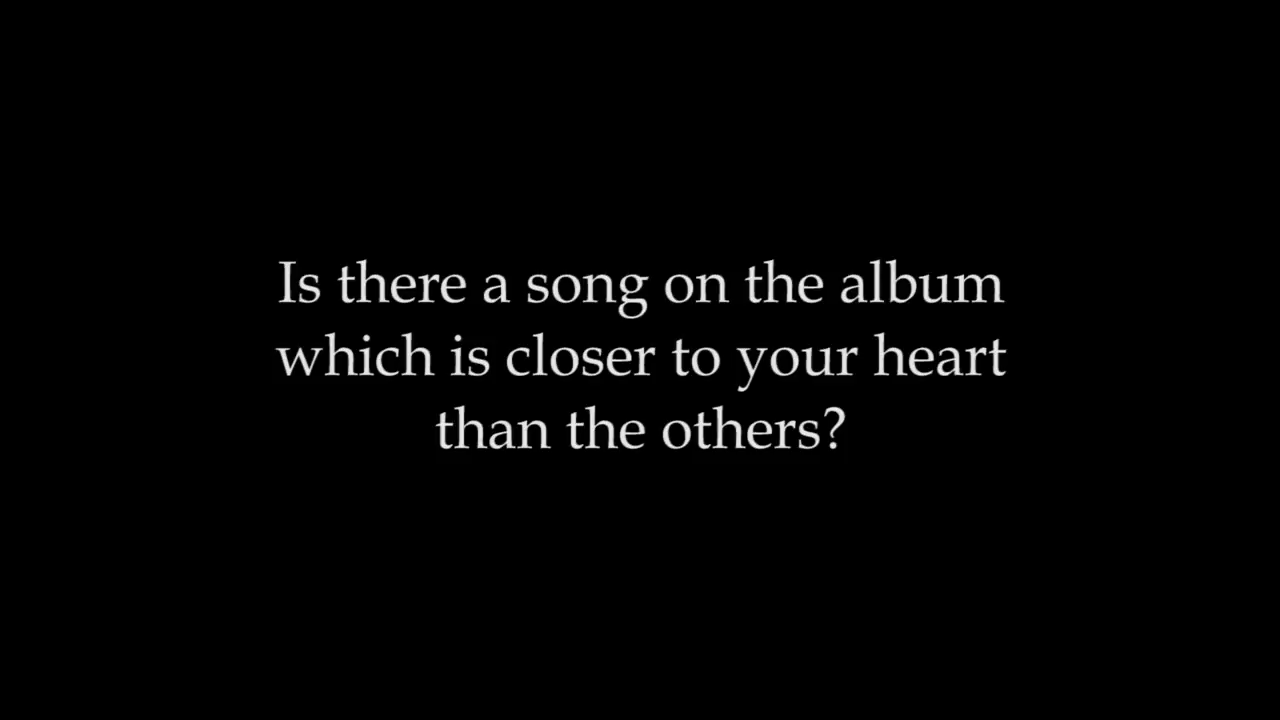 Is there a song on the album
which is closer to your heart
than the others?